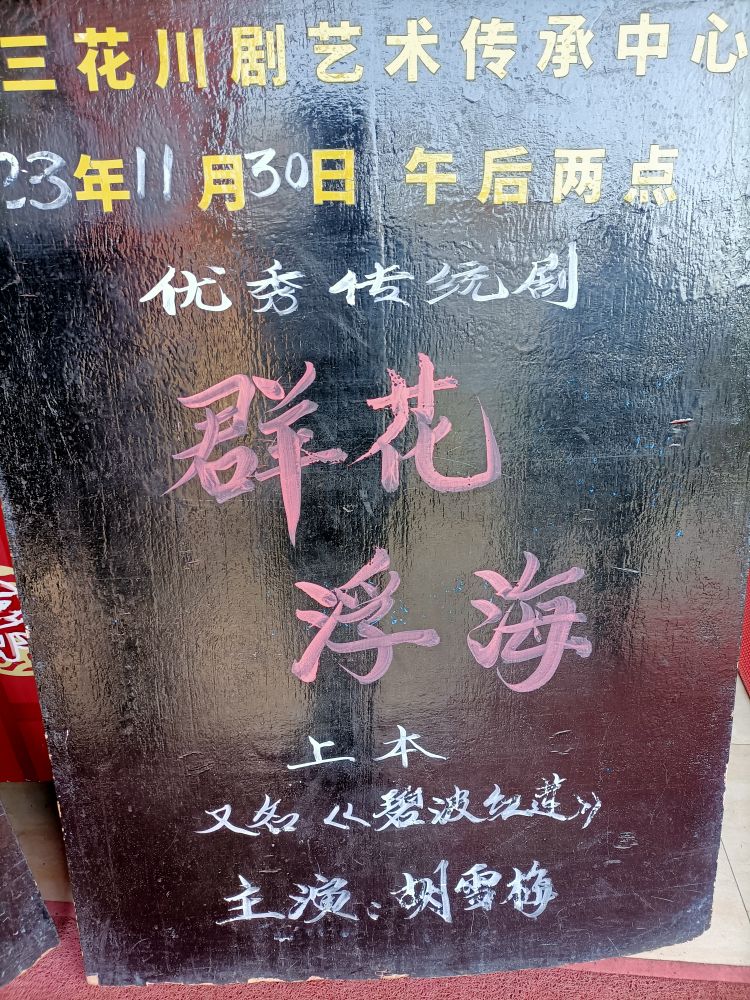 三花川剧艺术传承中心
23年11月30日 午后两点
优秀传统剧
群花
浮海
上本
又名《碧波红莲》
主演:胡雪梅